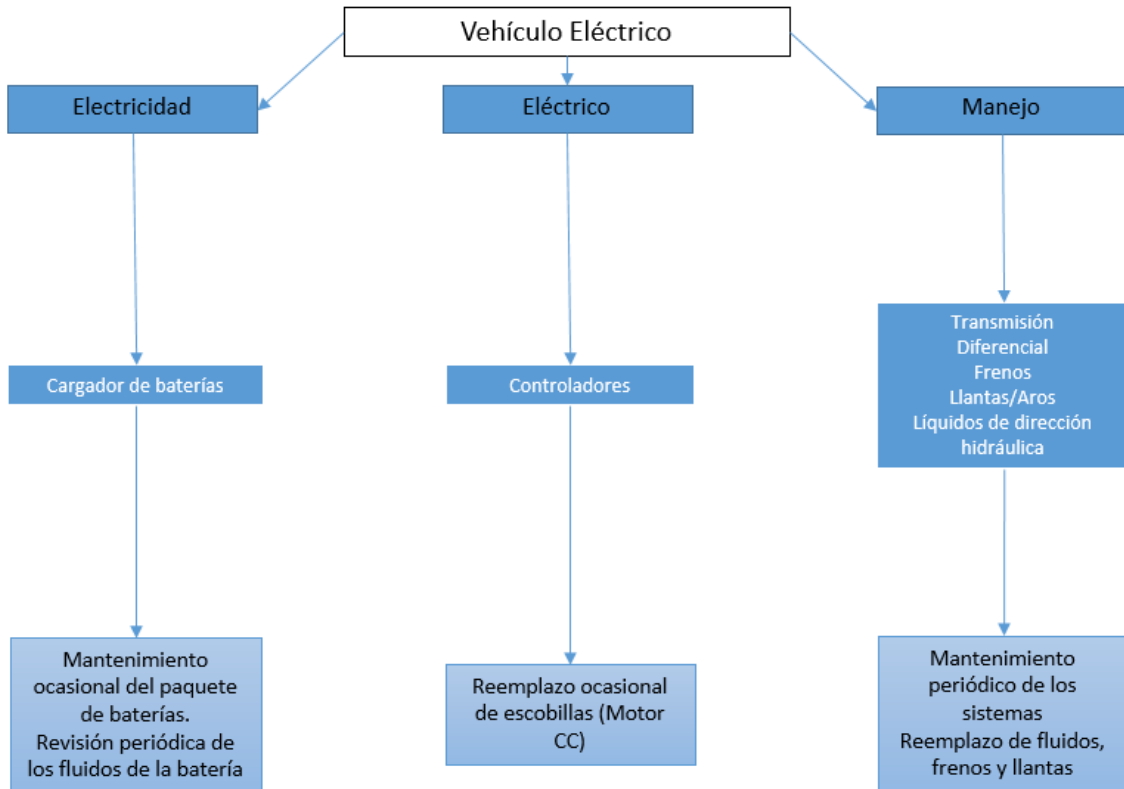 Vehículo Eléctrico
Electricidad
Eléctrico
Manejo
Cargador de baterías
Controladores
Transmisión
Diferencial
Frenos
Llantas/Aros
Líquidos de dirección
hidráulica
Mantenimiento
ocasional del paquete
de baterías.
Revisión periódica de
los fluidos de la batería
Reemplazo ocasional
de escobillas (Motor
CC)
Mantenimiento
periódico de los
sistemas
Reemplazo de fluidos,
frenos y llantas